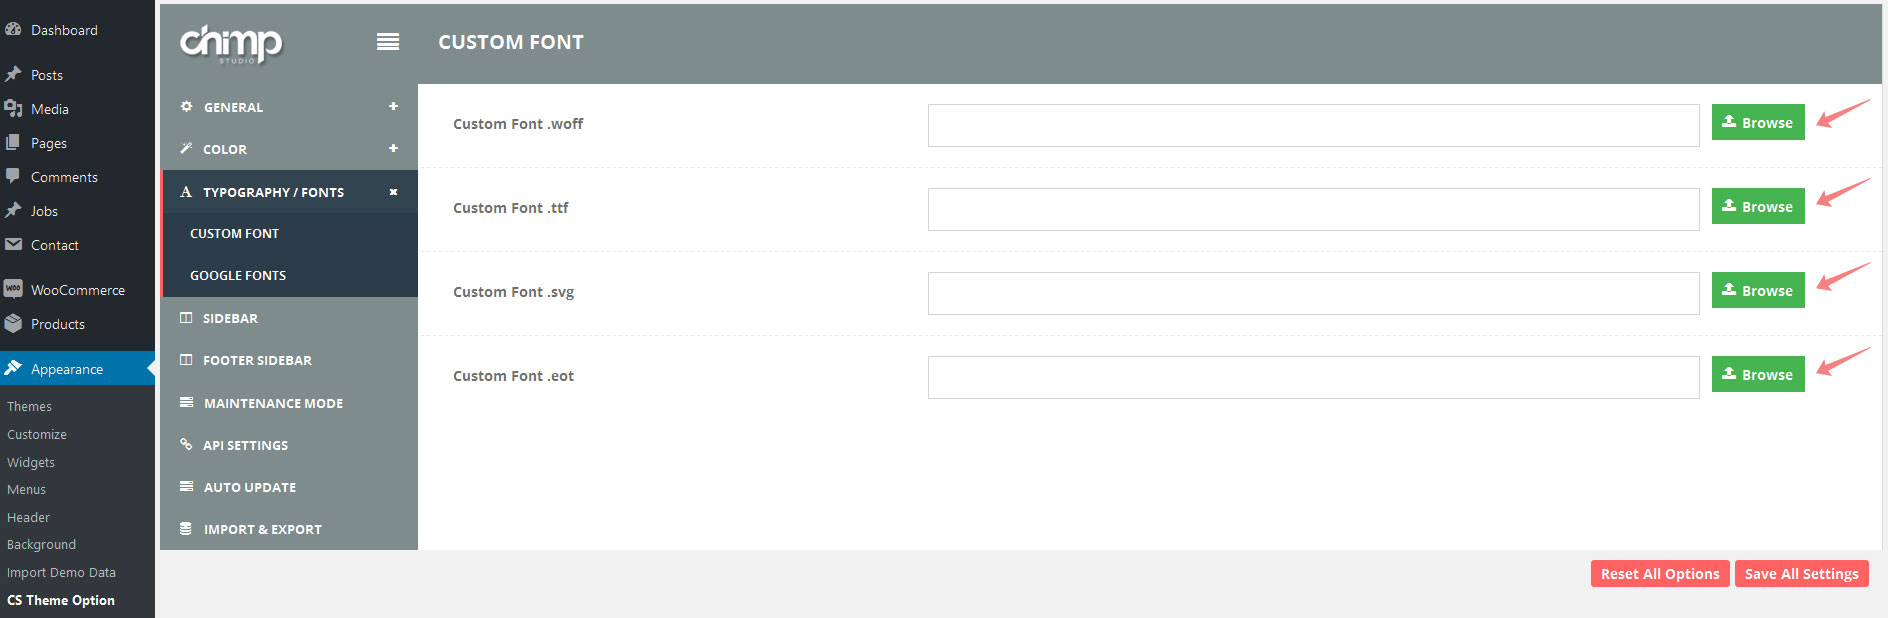 Dashboard
Posts
Media
Pages
Comments
Jobs
Contact
WOO WooCommerce
Products
Appearance
Themes
Customize
Widgets
Menus
Header
Background
Import Demo Data
CS Theme Option
chimp
STUDIO
GENERAL
COLOR
A TYPOGRAPHY / FONTS
CUSTOM FONT
GOOGLE FONTS
SIDEBAR
FOOTER SIDEBAR
MAINTENANCE MODE
API SETTINGS
AUTO UPDATE
IMPORT & EXPORT
CUSTOM FONT
Custom Font .woff
Browse
Custom Font .ttf
Browse
Custom Font .svg
Browse
Custom Font .eot
Browse
Reset All Options
Save All Settings